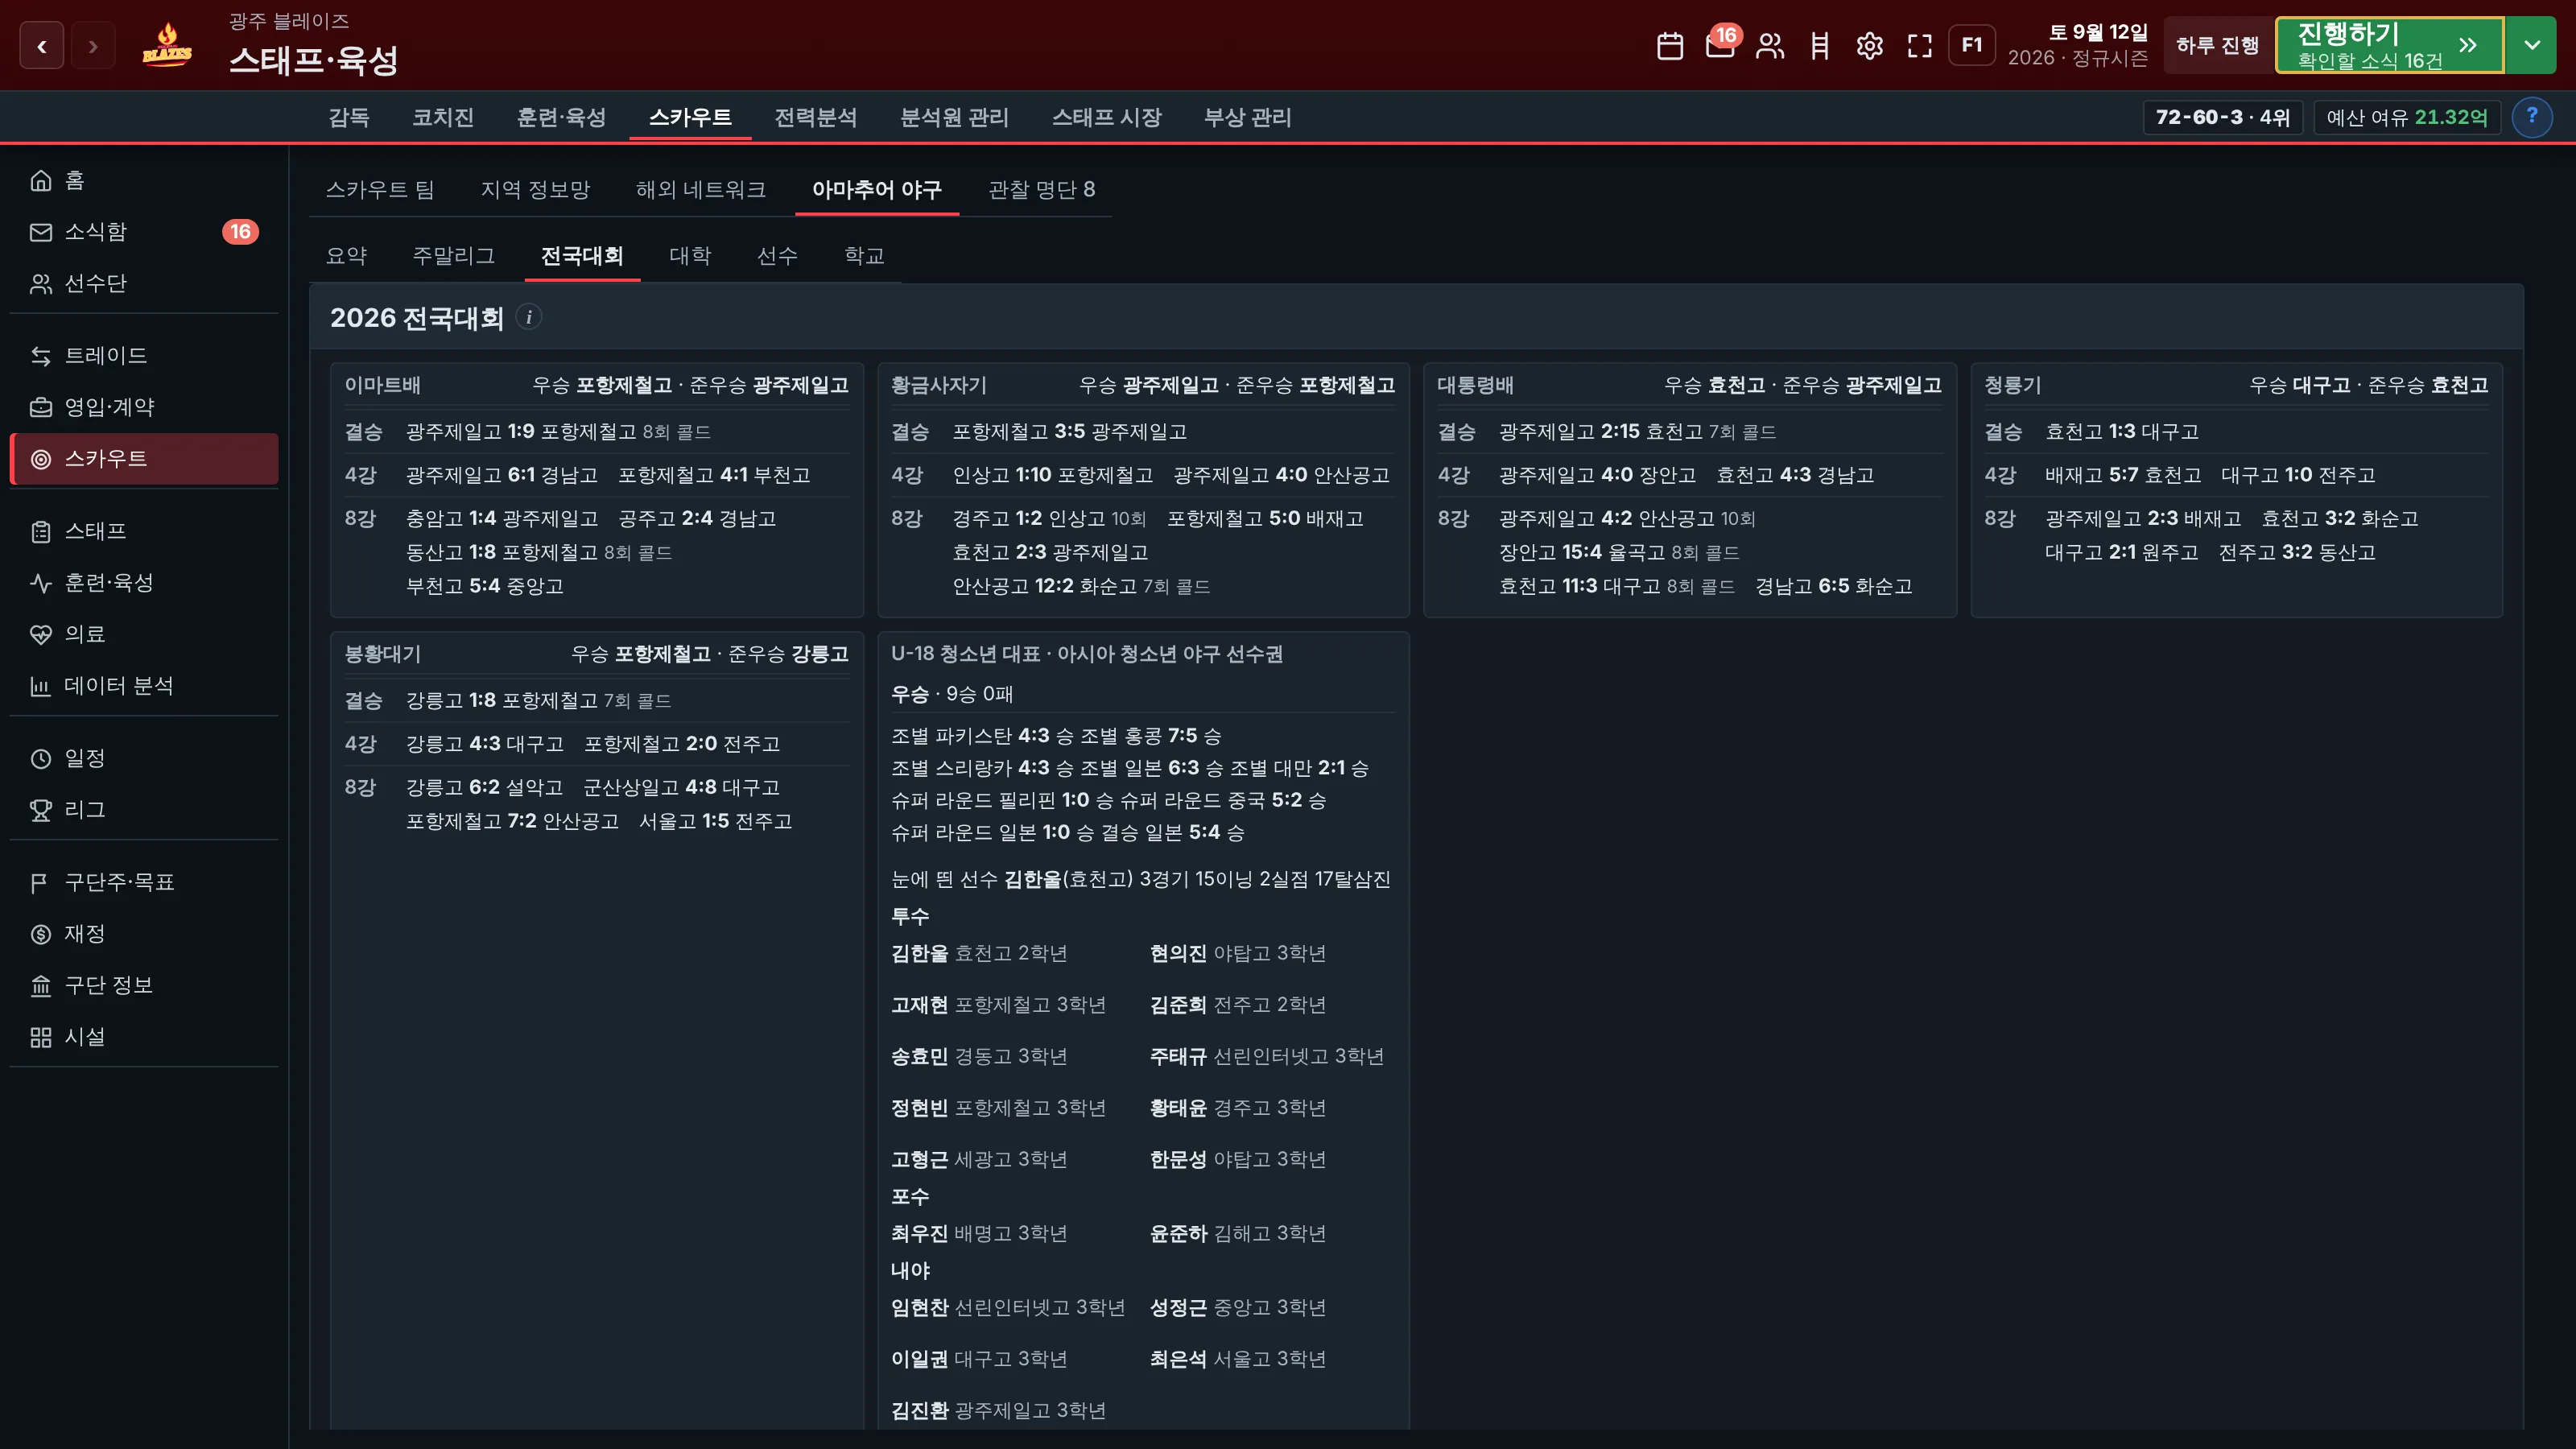 광주 블레이즈
스태프·육성
BLAZES
16
F1
토 9월 12일
2026 · 정규시즌
하루 진행
진행하기
확인할 소식 16건
감독 코치진 훈련·육성 스카우트 전력분석 분석원 관리 스태프 시장 부상 관리
72-60-3 · 4위
예산 여유 21.32억
?
홈
소식함 16
선수단
트레이드
영입·계약
스카우트
스태프
훈련·육성
의료
데이터 분석
일정
리그
구단주·목표
재정
구단 정보
시설
스카우트 팀 지역 정보망 해외 네트워크 아마추어 야구 관찰 명단 8
요약 주말리그 전국대회 대학 선수 학교
2026 전국대회 i
이마트배 우승 포항제철고 · 준우승 광주제일고
결승 광주제일고 1:9 포항제철고 8회 콜드
4강 광주제일고 6:1 경남고 포항제철고 4:1 부천고
8강 충암고 1:4 광주제일고 공주고 2:4 경남고
동산고 1:8 포항제철고 8회 콜드
부천고 5:4 중앙고
황금사자기 우승 광주제일고 · 준우승 포항제철고
결승 포항제철고 3:5 광주제일고
4강 인상고 1:10 포항제철고 광주제일고 4:0 안산공고
8강 경주고 1:2 인상고 10회 포항제철고 5:0 배재고
효천고 2:3 광주제일고
안산공고 12:2 화순고 7회 콜드
대통령배 우승 효천고 · 준우승 광주제일고
결승 광주제일고 2:15 효천고 7회 콜드
4강 광주제일고 4:0 장안고 효천고 4:3 경남고
8강 광주제일고 4:2 안산공고 10회
장안고 15:4 율곡고 8회 콜드
효천고 11:3 대구고 8회 콜드 경남고 6:5 화순고
청룡기 우승 대구고 · 준우승 효천고
결승 효천고 1:3 대구고
4강 배재고 5:7 효천고 대구고 1:0 전주고
8강 광주제일고 2:3 배재고 효천고 3:2 화순고
대구고 2:1 원주고 전주고 3:2 동산고
봉황대기 우승 포항제철고 · 준우승 강릉고
결승 강릉고 1:8 포항제철고 7회 콜드
4강 강릉고 4:3 대구고 포항제철고 2:0 전주고
8강 강릉고 6:2 설악고 군산상일고 4:8 대구고
포항제철고 7:2 안산공고 서울고 1:5 전주고
U-18 청소년 대표 · 아시아 청소년 야구 선수권
우승 · 9승 0패
조별 파키스탄 4:3 승 조별 홍콩 7:5 승
조별 스리랑카 4:3 승 조별 일본 6:3 승 조별 대만 2:1 승
슈퍼 라운드 필리핀 1:0 승 슈퍼 라운드 중국 5:2 승
슈퍼 라운드 일본 1:0 승 결승 일본 5:4 승
눈에 띈 선수 김한울(효천고) 3경기 15이닝 2실점 17탈삼진
투수
김한울 효천고 2학년 현의진 야탑고 3학년
고재현 포항제철고 3학년 김준희 전주고 2학년
송효민 경동고 3학년 주태규 선린인터넷고 3학년
정현빈 포항제철고 3학년 황태윤 경주고 3학년
고형근 세광고 3학년 한문성 야탑고 3학년
포수
최우진 배명고 3학년 윤준하 김해고 3학년
내야
임현찬 선린인터넷고 3학년 성정근 중앙고 3학년
이일권 대구고 3학년 최은석 서울고 3학년
김진환 광주제일고 3학년